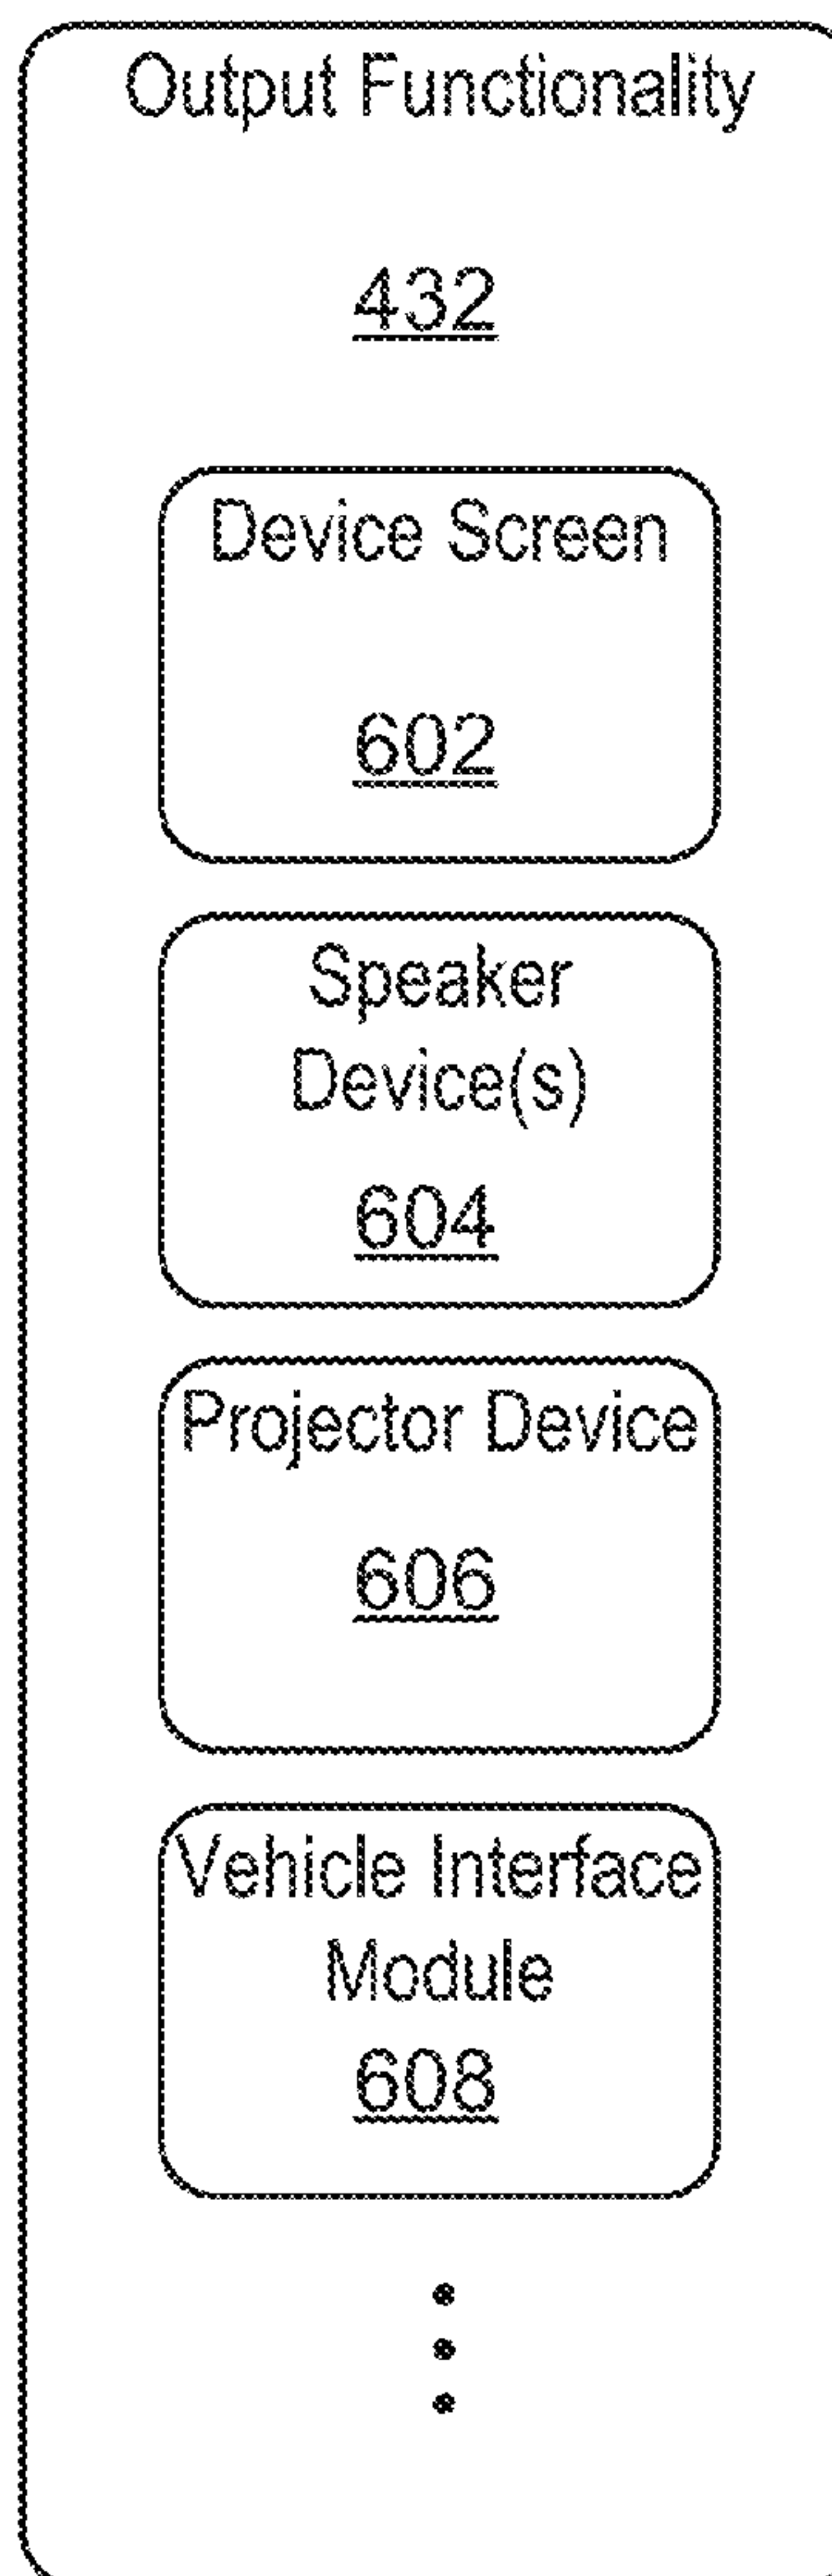 Output Functionality
432
Device Screen
602
Speaker
Device(s)
604
Projector Device
606
Vehicle Interface
Module
608